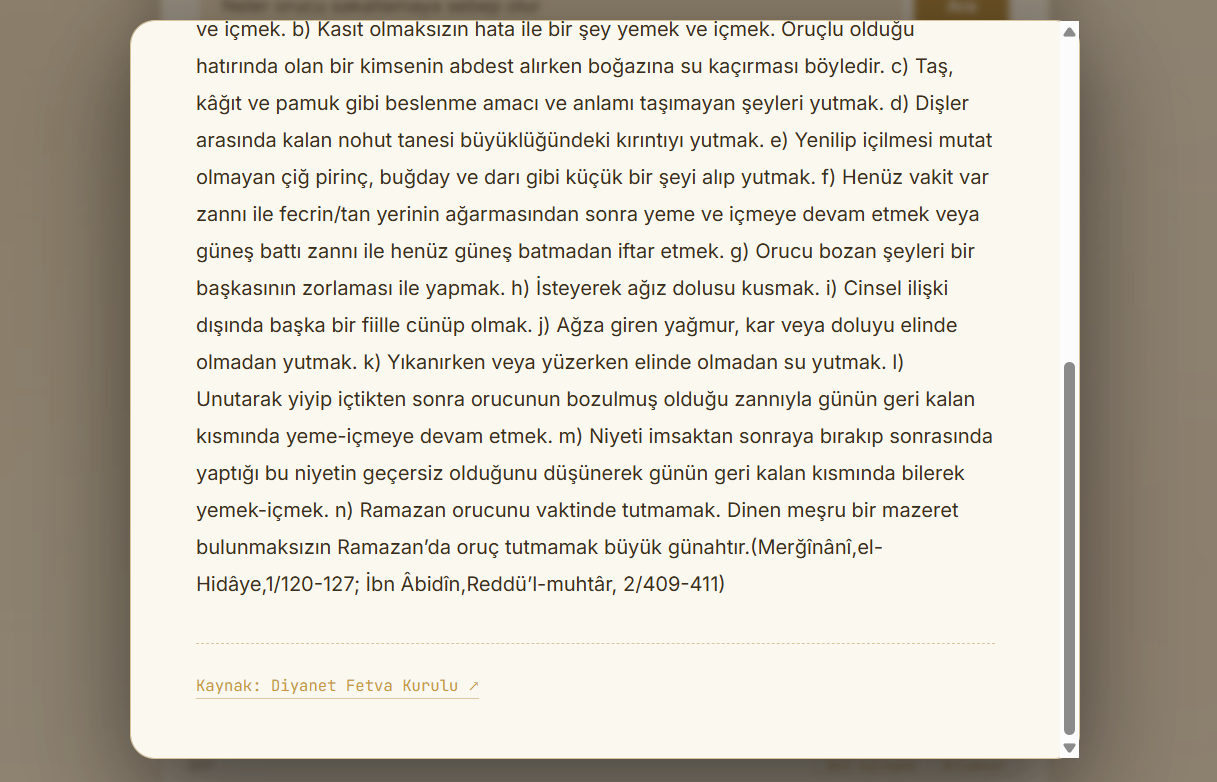 Neler orucu sakatlamaya sebep olur
Ara
ve içmek. b) Kasıt olmaksızın hata ile bir şey yemek ve içmek. Oruçlu olduğu
hatırında olan bir kimsenin abdest alırken boğazına su kaçırması böyledir. c) Taş,
kâğıt ve pamuk gibi beslenme amacı ve anlamı taşımayan şeyleri yutmak. d) Dişler
arasında kalan nohut tanesi büyüklüğündeki kırıntıyı yutmak. e) Yenilip içilmesi mutat
olmayan çiğ pirinç, buğday ve darı gibi küçük bir şeyi alıp yutmak. f) Henüz vakit var
zannı ile fecrin/tan yerinin ağarmasından sonra yeme ve içmeye devam etmek veya
güneş battı zannı ile henüz güneş batmadan iftar etmek. g) Orucu bozan şeyleri bir
başkasının zorlaması ile yapmak. h) İsteyerek ağız dolusu kusmak. i) Cinsel ilişki
dışında başka bir fiille cünüp olmak. j) Ağza giren yağmur, kar veya doluyu elinde
olmadan yutmak. k) Yıkanırken veya yüzerken elinde olmadan su yutmak. l)
Unutarak yiyip içtikten sonra orucunun bozulmuş olduğu zannıyla günün geri kalan
kısmında yeme-içmeye devam etmek. m) Niyeti imsaktan sonraya bırakıp sonrasında
yaptığı bu niyetin geçersiz olduğunu düşünerek günün geri kalan kısmında bilerek
yemek-içmek. n) Ramazan orucunu vaktinde tutmamak. Dinen meşru bir mazeret
bulunmaksızın Ramazan’da oruç tutmamak büyük günahtır.(Merğînânî,el-
Hidâye,1/120-127; İbn Âbidîn,Reddü’l-muhtâr, 2/409-411)
Kaynak: Diyanet Fetva Kurulu ↗